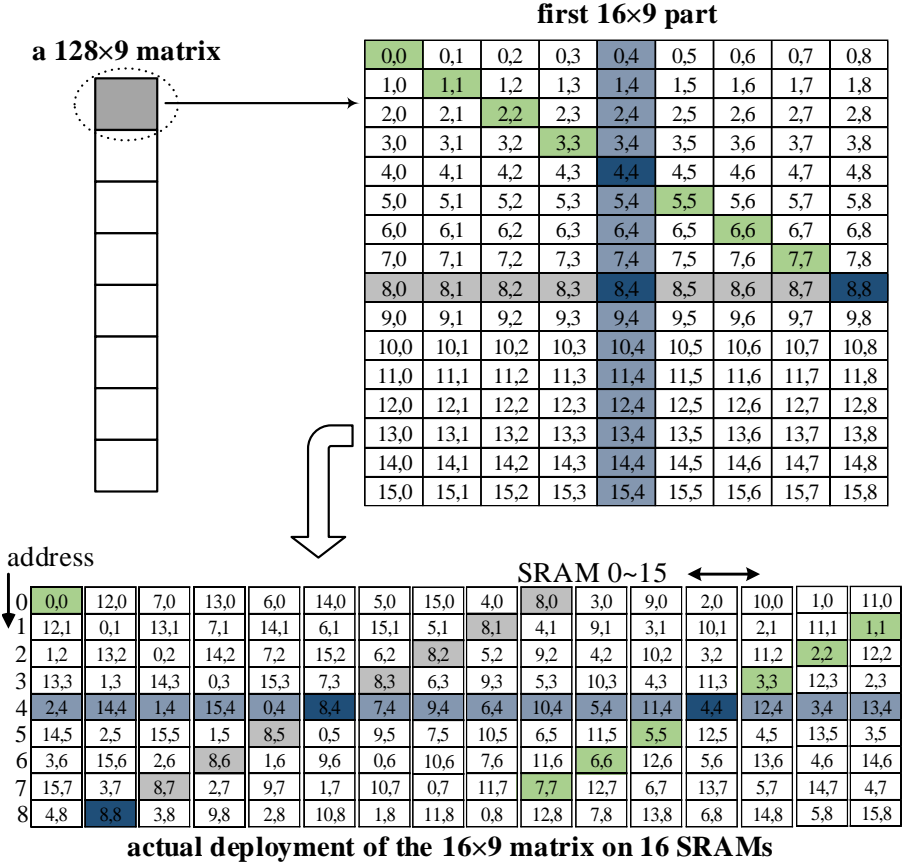 first 16×9 part
a 128×9 matrix
0,0 0,1 0,2 0,3 0,4 0,5 0,6 0,7 0,8
1,0 1,1 1,2 1,3 1,4 1,5 1,6 1,7 1,8
2,0 2,1 2,2 2,3 2,4 2,5 2,6 2,7 2,8
3,0 3,1 3,2 3,3 3,4 3,5 3,6 3,7 3,8
4,0 4,1 4,2 4,3 4,4 4,5 4,6 4,7 4,8
5,0 5,1 5,2 5,3 5,4 5,5 5,6 5,7 5,8
6,0 6,1 6,2 6,3 6,4 6,5 6,6 6,7 6,8
7,0 7,1 7,2 7,3 7,4 7,5 7,6 7,7 7,8
8,0 8,1 8,2 8,3 8,4 8,5 8,6 8,7 8,8
9,0 9,1 9,2 9,3 9,4 9,5 9,6 9,7 9,8
10,0 10,1 10,2 10,3 10,4 10,5 10,6 10,7 10,8
11,0 11,1 11,2 11,3 11,4 11,5 11,6 11,7 11,8
12,0 12,1 12,2 12,3 12,4 12,5 12,6 12,7 12,8
13,0 13,1 13,2 13,3 13,4 13,5 13,6 13,7 13,8
14,0 14,1 14,2 14,3 14,4 14,5 14,6 14,7 14,8
15,0 15,1 15,2 15,3 15,4 15,5 15,6 15,7 15,8
address
SRAM 0~15
0 0,0 12,0 7,0 13,0 6,0 14,0 5,0 15,0 4,0 8,0 3,0 9,0 2,0 10,0 1,0 11,0
1 12,1 0,1 13,1 7,1 14,1 6,1 15,1 5,1 8,1 4,1 9,1 3,1 10,1 2,1 11,1 1,1
2 1,2 13,2 0,2 14,2 7,2 15,2 6,2 8,2 5,2 9,2 4,2 10,2 3,2 11,2 2,2 12,2
3 13,3 1,3 14,3 0,3 15,3 7,3 8,3 6,3 9,3 5,3 10,3 4,3 11,3 3,3 12,3 2,3
4 2,4 14,4 1,4 15,4 0,4 8,4 7,4 9,4 6,4 10,4 5,4 11,4 4,4 12,4 3,4 13,4
5 14,5 2,5 15,5 1,5 8,5 0,5 9,5 7,5 10,5 6,5 11,5 5,5 12,5 4,5 13,5 3,5
6 3,6 15,6 2,6 8,6 1,6 9,6 0,6 10,6 7,6 11,6 6,6 12,6 5,6 13,6 4,6 14,6
7 15,7 3,7 8,7 2,7 9,7 1,7 10,7 0,7 11,7 7,7 12,7 6,7 13,7 5,7 14,7 4,7
8 4,8 8,8 3,8 9,8 2,8 10,8 1,8 11,8 0,8 12,8 7,8 13,8 6,8 14,8 5,8 15,8
actual deployment of the 16×9 matrix on 16 SRAMs